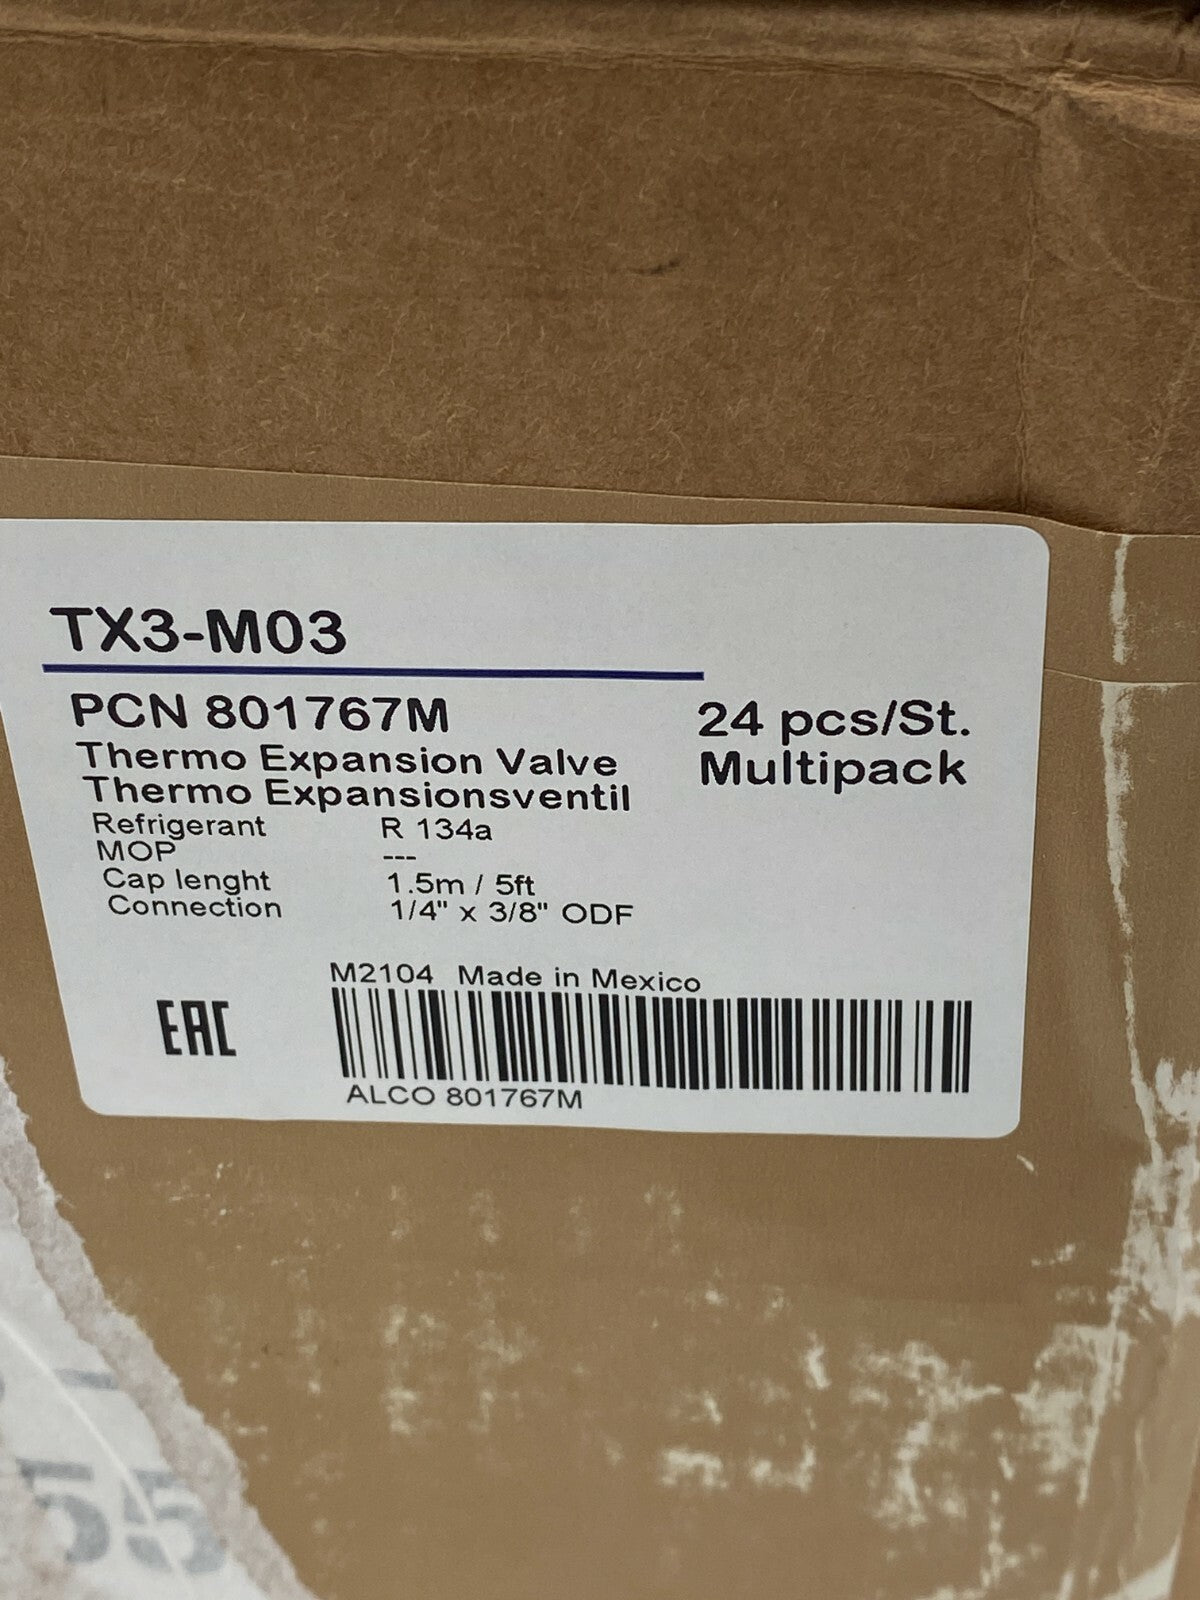 TX3-M03
PCN 801767M
24 pcs/St.
Multipack
Thermo Expansion Valve
Thermo Expansionsventil
Refrigerant R 134a
MOP ---
Cap lenght 1.5m / 5ft
Connection 1/4" x 3/8" ODF
M2104 Made in Mexico
EAC
ALCO 801767M
55